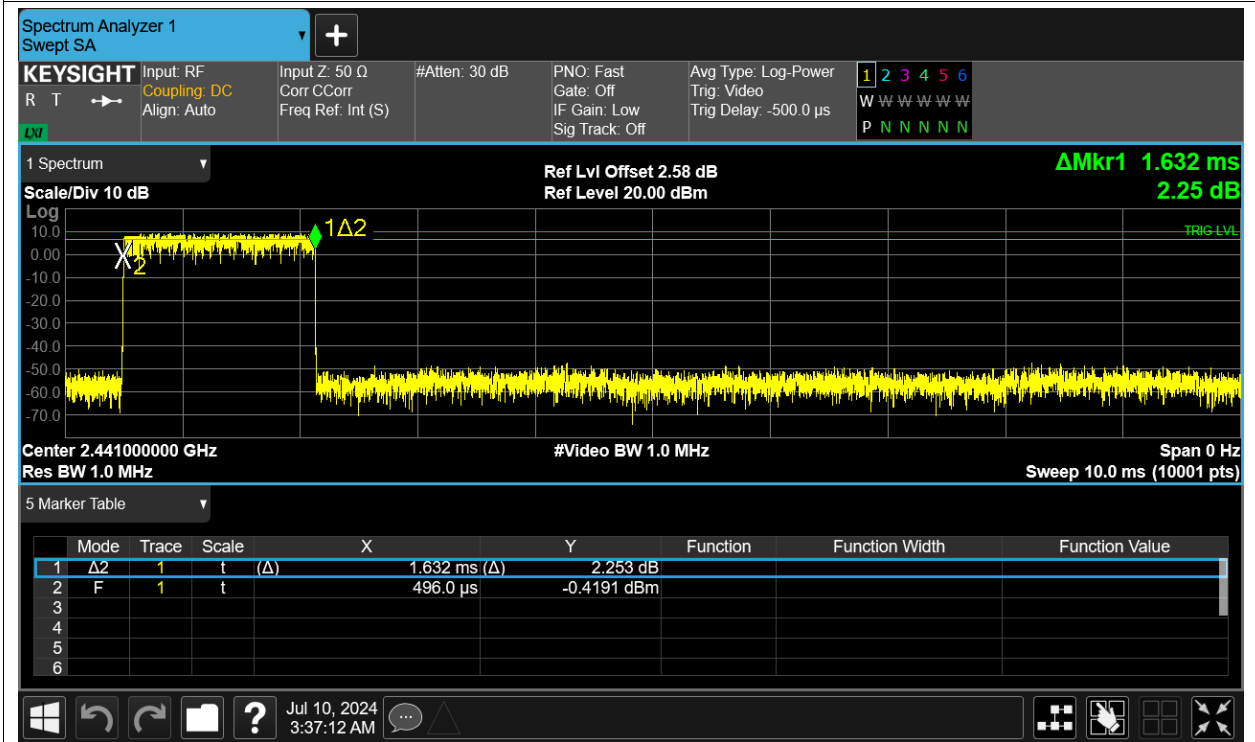 Spectrum Analyzer 1
Swept SA
+
KEYSIGHT
R T
LXI
Input: RF
Coupling: DC
Align: Auto
Input Z: 50 Ω
Corr CCorr
Freq Ref: Int (S)
#Atten: 30 dB
PNO: Fast
Gate: Off
IF Gain: Low
Sig Track: Off
Avg Type: Log-Power
Trig: Video
Trig Delay: -500.0 µs
1 2 3 4 5 6
W W W W W W
P N N N N N
1 Spectrum
Scale/Div 10 dB
Ref Lvl Offset 2.58 dB
Ref Level 20.00 dBm
ΔMkr1 1.632 ms
2.25 dB
Log
10.0
0.00
-10.0
-20.0
-30.0
-40.0
-50.0
-60.0
-70.0
1Δ2
X2
TRIG LVL
Center 2.441000000 GHz
Res BW 1.0 MHz
#Video BW 1.0 MHz
Span 0 Hz
Sweep 10.0 ms (10001 pts)
5 Marker Table
Mode Trace Scale X Y Function Function Width Function Value
1 Δ2 1 t (Δ) 1.632 ms (Δ) 2.253 dB
2 F 1 t 496.0 µs -0.4191 dBm
3
4
5
6
?
Jul 10, 2024
3:37:12 AM